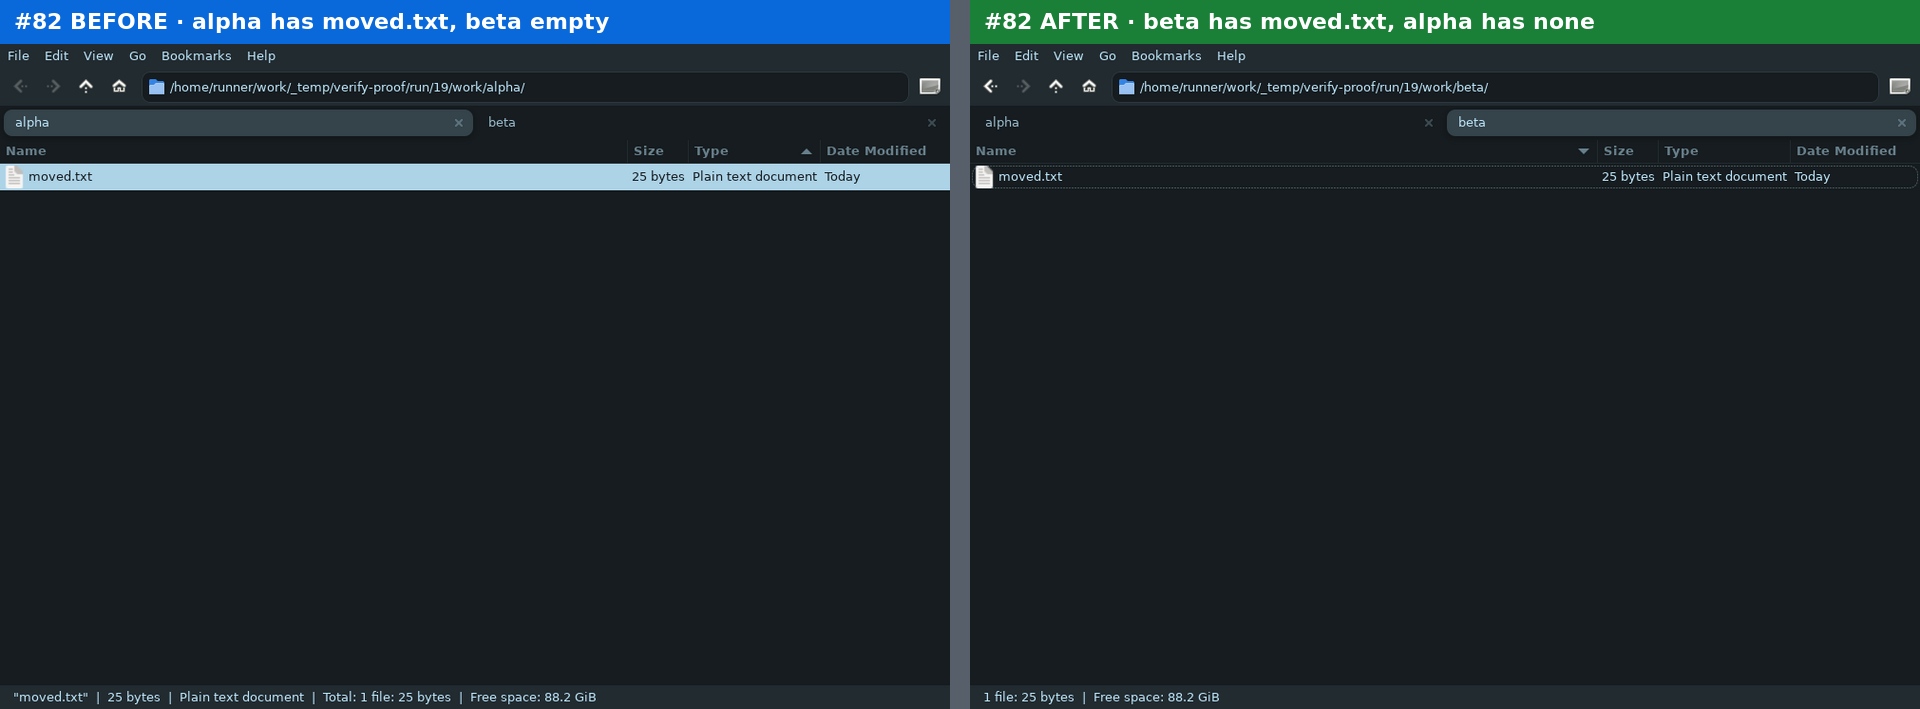 #82 BEFORE · alpha has moved.txt, beta empty
File Edit View Go Bookmarks Help
/home/runner/work/_temp/verify-proof/run/19/work/alpha/
alpha beta
Name Size Type Date Modified
moved.txt 25 bytes Plain text document Today
"moved.txt" | 25 bytes | Plain text document | Total: 1 file: 25 bytes | Free space: 88.2 GiB
#82 AFTER · beta has moved.txt, alpha has none
File Edit View Go Bookmarks Help
/home/runner/work/_temp/verify-proof/run/19/work/beta/
alpha beta
Name Size Type Date Modified
moved.txt 25 bytes Plain text document Today
1 file: 25 bytes | Free space: 88.2 GiB